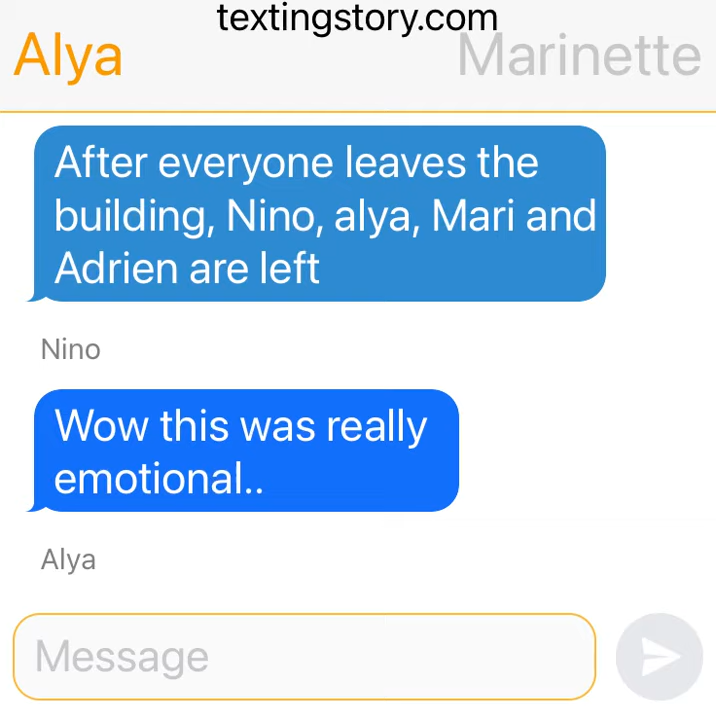 textingstory.com
Alya
Marinette
After everyone leaves the
building, Nino, alya, Mari and
Adrien are left
Nino
Wow this was really
emotional..
Alya
Message